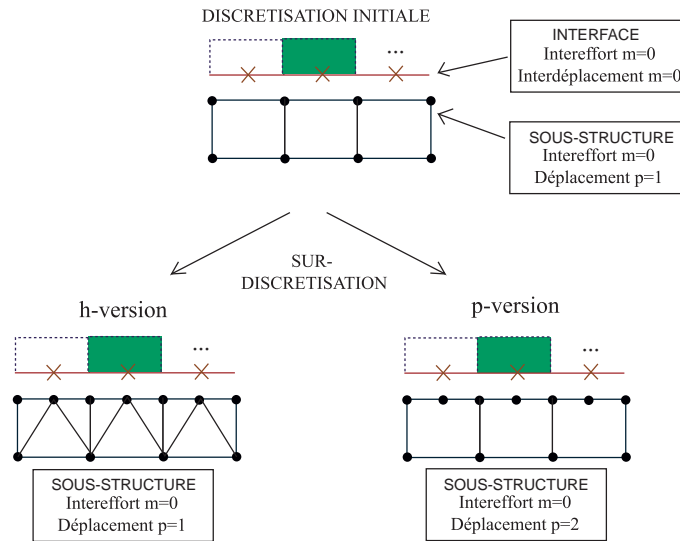 DISCRETISATION INITIALE
...
INTERFACE
Intereffort m=0
Interdéplacement m=0
SOUS-STRUCTURE
Intereffort m=0
Déplacement p=1
SUR-
DISCRETISATION
h-version
p-version
...
...
SOUS-STRUCTURE
Intereffort m=0
Déplacement p=1
SOUS-STRUCTURE
Intereffort m=0
Déplacement p=2